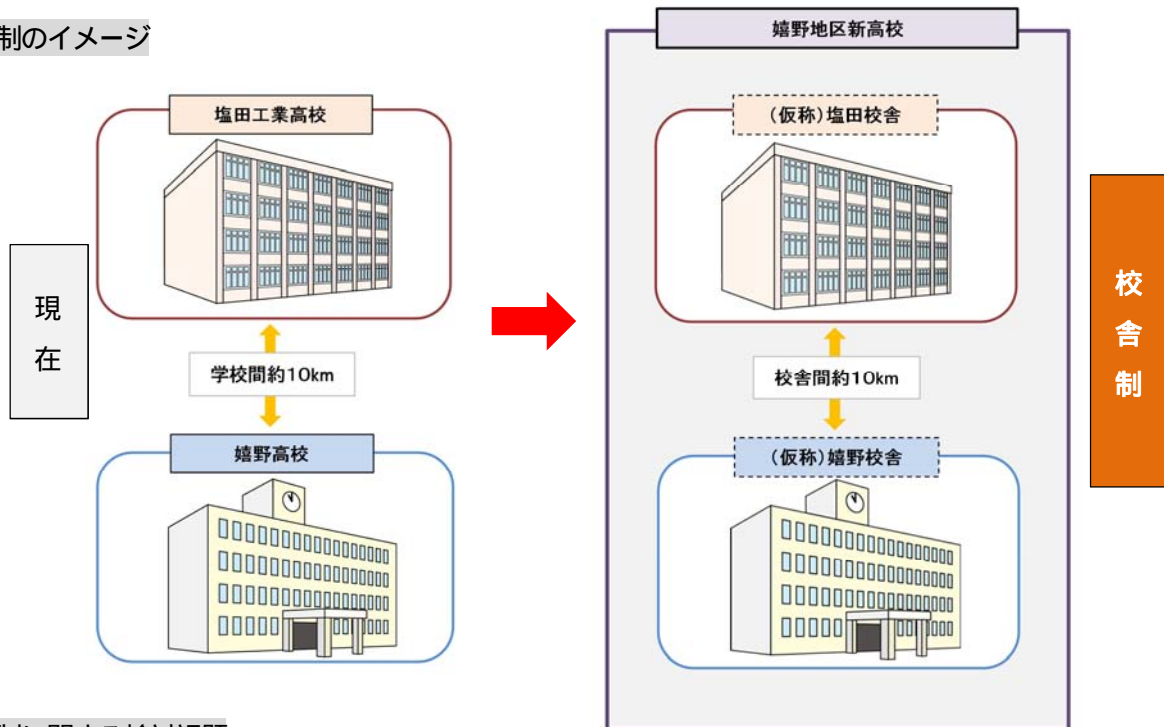 制のイメージ
嬉野地区新高校
塩田工業高校
(仮称)塩田校舎
現在
学校間約10km
校舎間約10km
校舎制
嬉野高校
(仮称)嬉野校舎